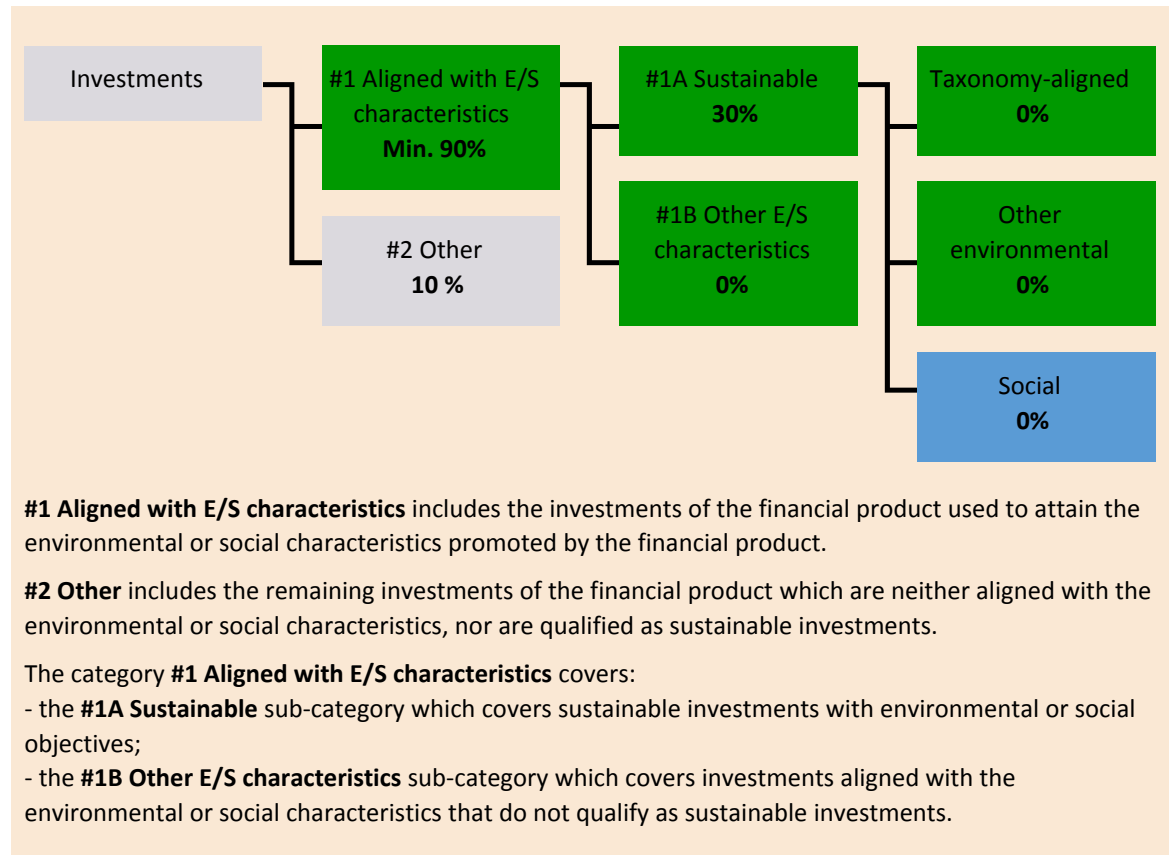 Investments
#1 Aligned with E/S
characteristics
Min. 90%
#2 Other
10 %
#1A Sustainable
30%
#1B Other E/S
characteristics
0%
Taxonomy-aligned
0%
Other
environmental
0%
Social
0%
#1 Aligned with E/S characteristics includes the investments of the financial product used to attain the
environmental or social characteristics promoted by the financial product.
#2 Other includes the remaining investments of the financial product which are neither aligned with the
environmental or social characteristics, nor are qualified as sustainable investments.
The category #1 Aligned with E/S characteristics covers:
- the #1A Sustainable sub-category which covers sustainable investments with environmental or social
objectives;
- the #1B Other E/S characteristics sub-category which covers investments aligned with the
environmental or social characteristics that do not qualify as sustainable investments.